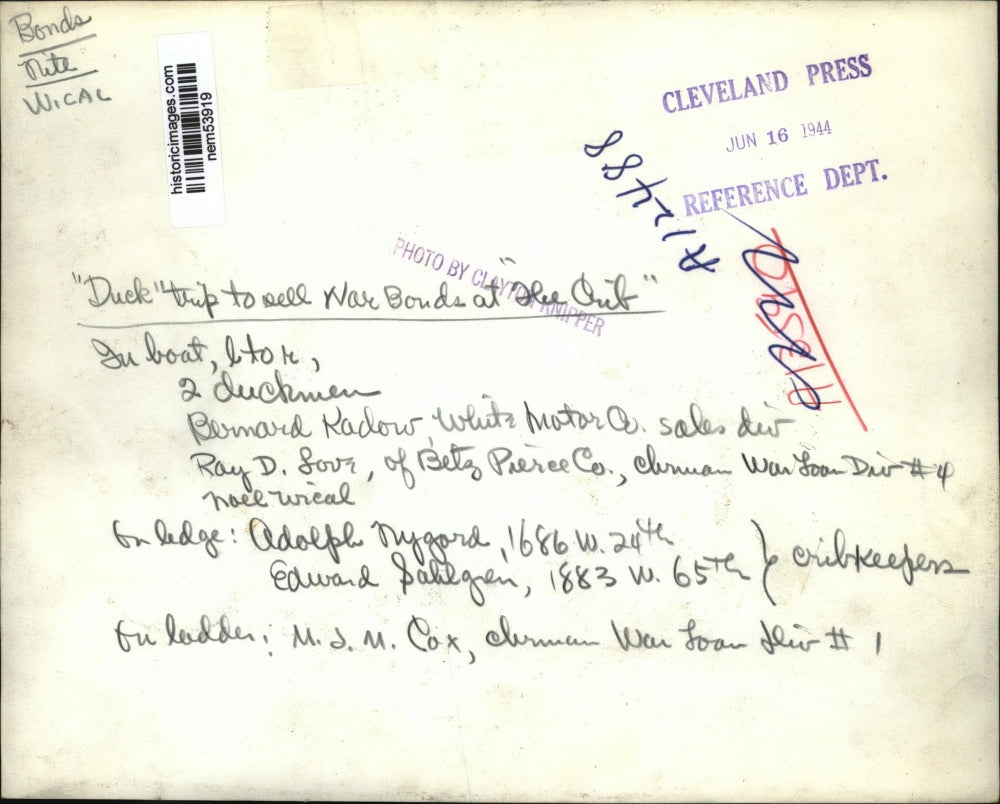 Bonds
Nite
WICAL
historicimages.com
nem53919
CLEVELAND PRESS
JUN 16 1944
REFERENCE DEPT.
A12488
PHOTO BY CLAYTON KNIPPER
"Duck" trip to sell War Bonds at "The Crib"
In boat, l to r,
2 duckmen
Bernard Kadow, White Motor Co. sales div
Ray D. Love, of Betz Pierce Co., chrman War Loan Div #4
Noel Wical
On ledge: Adolph Nygord, 1686 W. 24th
Edward Sahlgren, 1883 W. 65th } cribkeepers
On ladder: M. J. M. Cox, chrman War Loan Div # 1